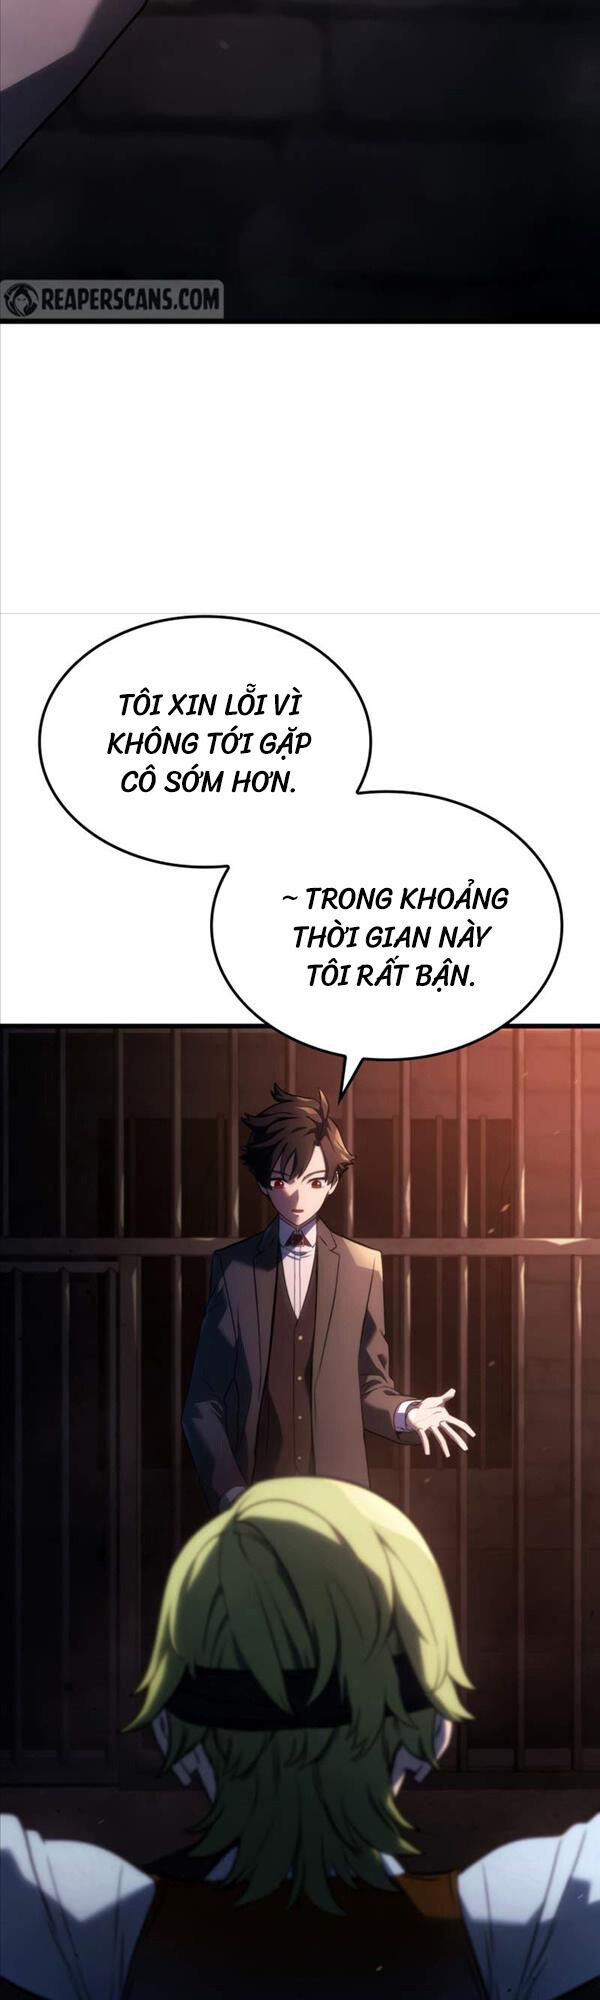 REAPERSCANS.COM
TÔI XIN LỖI VÌ
KHÔNG TỚI GẶP
CÔ SỚM HƠN.
~ TRONG KHOẢNG
THỜI GIAN NÀY
TÔI RẤT BẬN.